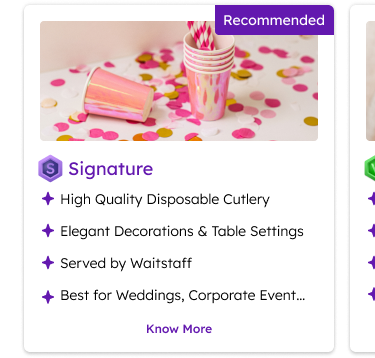 Recommended
Signature
High Quality Disposable Cutlery
Elegant Decorations & Table Settings
Served by Waitstaff
Best for Weddings, Corporate Event...
Know More